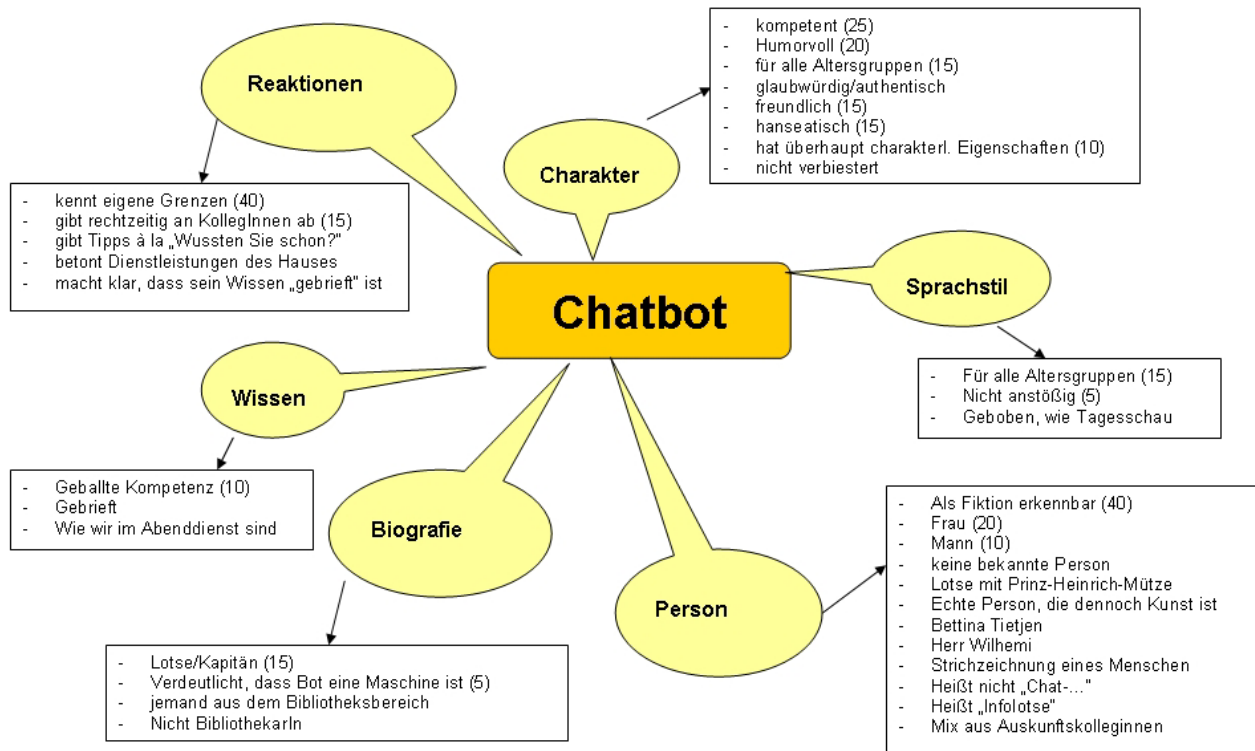 Reaktionen
- kennt eigene Grenzen (40)
- gibt rechtzeitig an KollegInnen ab (15)
- gibt Tipps à la „Wussten Sie schon?"
- betont Dienstleistungen des Hauses
- macht klar, dass sein Wissen „gebrieft" ist
Charakter
- kompetent (25)
- Humorvoll (20)
- für alle Altersgruppen (15)
- glaubwürdig/authentisch
- freundlich (15)
- hanseatisch (15)
- hat überhaupt charakterl. Eigenschaften (10)
- nicht verbiestert
Chatbot
Sprachstil
- Für alle Altersgruppen (15)
- Nicht anstößig (5)
- Geboben, wie Tagesschau
Wissen
- Geballte Kompetenz (10)
- Gebrieft
- Wie wir im Abenddienst sind
Biografie
- Lotse/Kapitän (15)
- Verdeutlicht, dass Bot eine Maschine ist (5)
- jemand aus dem Bibliotheksbereich
- Nicht BibliothekarIn
Person
- Als Fiktion erkennbar (40)
- Frau (20)
- Mann (10)
- keine bekannte Person
- Lotse mit Prinz-Heinrich-Mütze
- Echte Person, die dennoch Kunst ist
- Bettina Tietjen
- Herr Wilhemi
- Strichzeichnung eines Menschen
- Heißt nicht „Chat-..."
- Heißt „Infolotse"
- Mix aus Auskunftskolleginnen